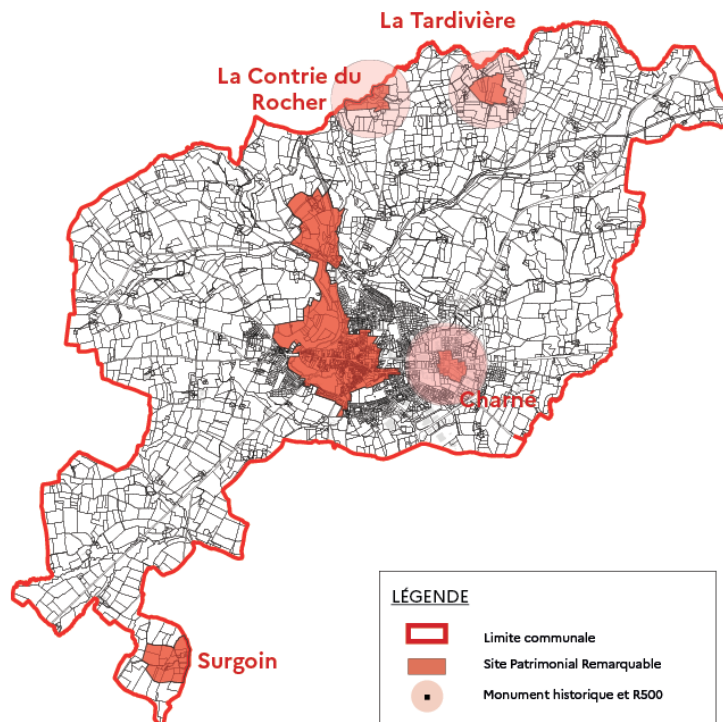 La Tardivière
La Contrie du
Rocher
Charné
Surgoin
LÉGENDE
Limite communale
Site Patrimonial Remarquable
Monument historique et R500